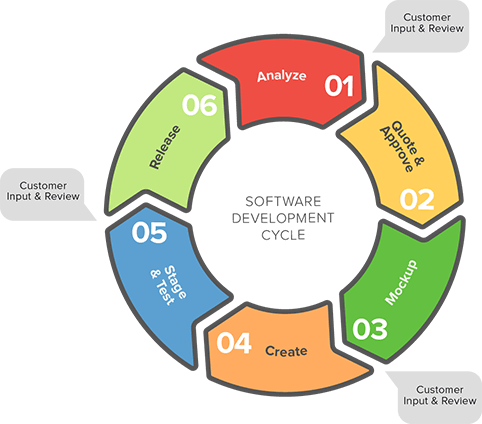 Customer
Input & Review
Analyze
01
Quote &
Approve
02
Mockup
03
Customer
Input & Review
Create
04
Stage
& Test
05
Customer
Input & Review
Release
06
SOFTWARE
DEVELOPMENT
CYCLE